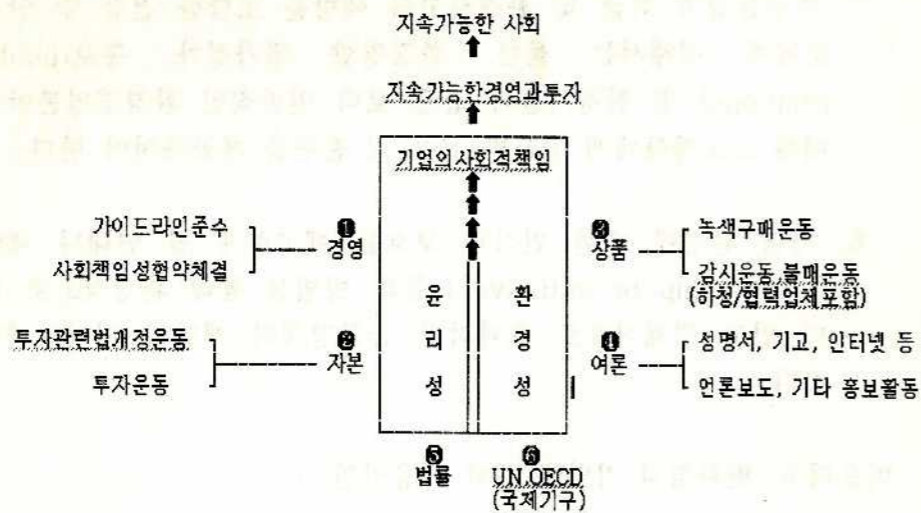 지속가능한 사회
지속가능한경영과투자
기업의사회적책임
가이드라인준수
사회책임성협약체결
❶
경영
투자관련법개정운동
투자운동
❷
자본
윤리성
환경성
❸
상품
녹색구매운동
감시운동,불매운동
(하청/협력업체포함)
❹
여론
성명서, 기고, 인터넷 등
언론보도, 기타 홍보활동
❺
법률
❻
UN,OECD
(국제기구)